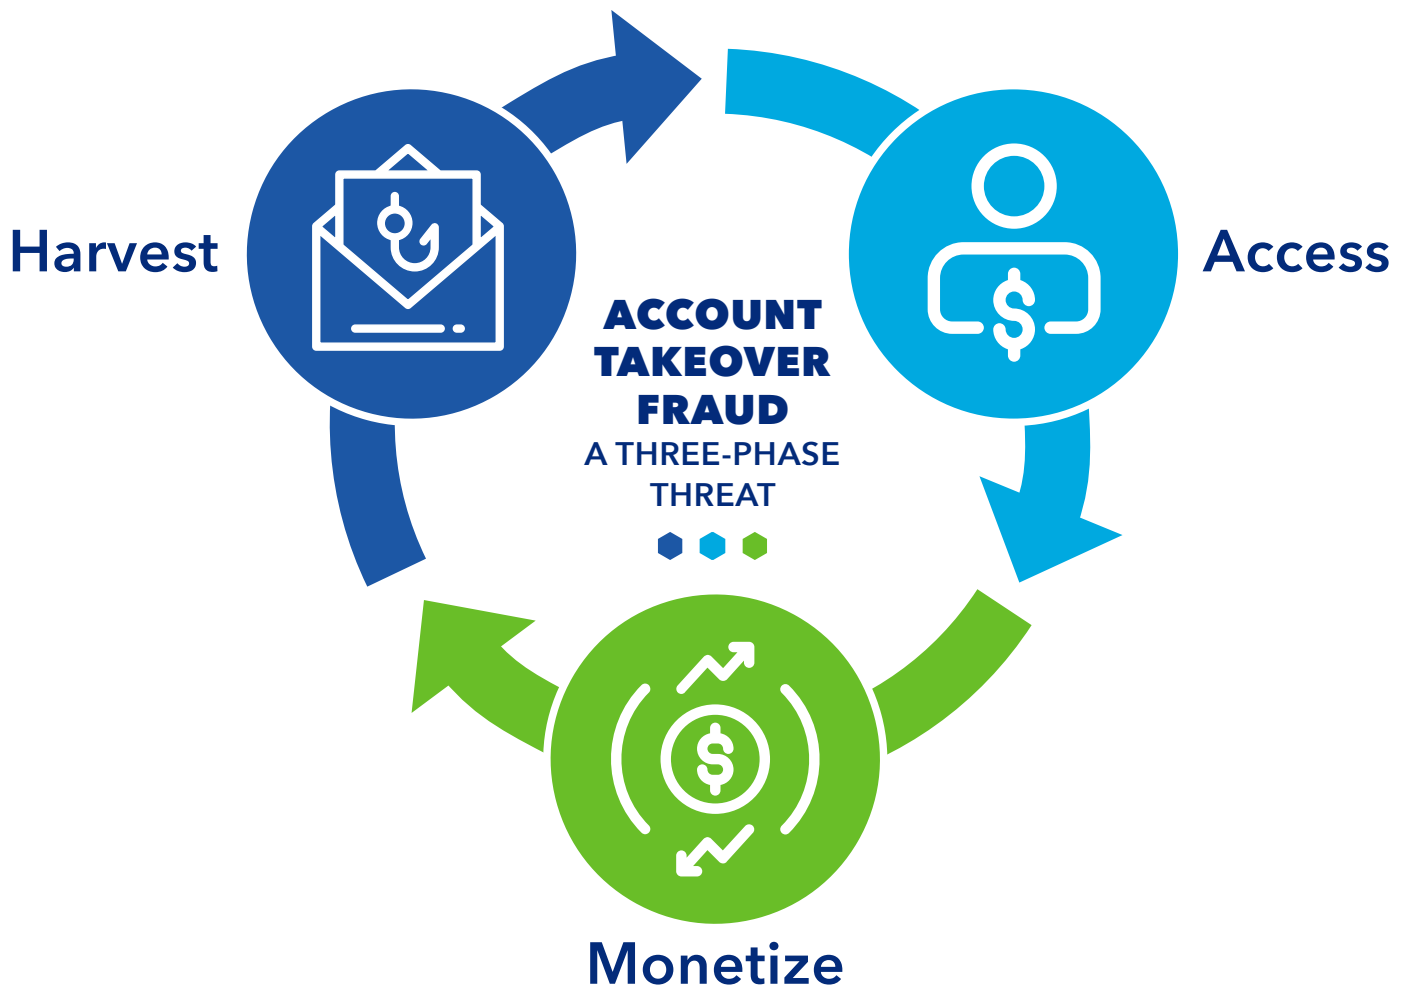 Harvest
Access
ACCOUNT
TAKEOVER
FRAUD
A THREE-PHASE
THREAT
$
$
Monetize